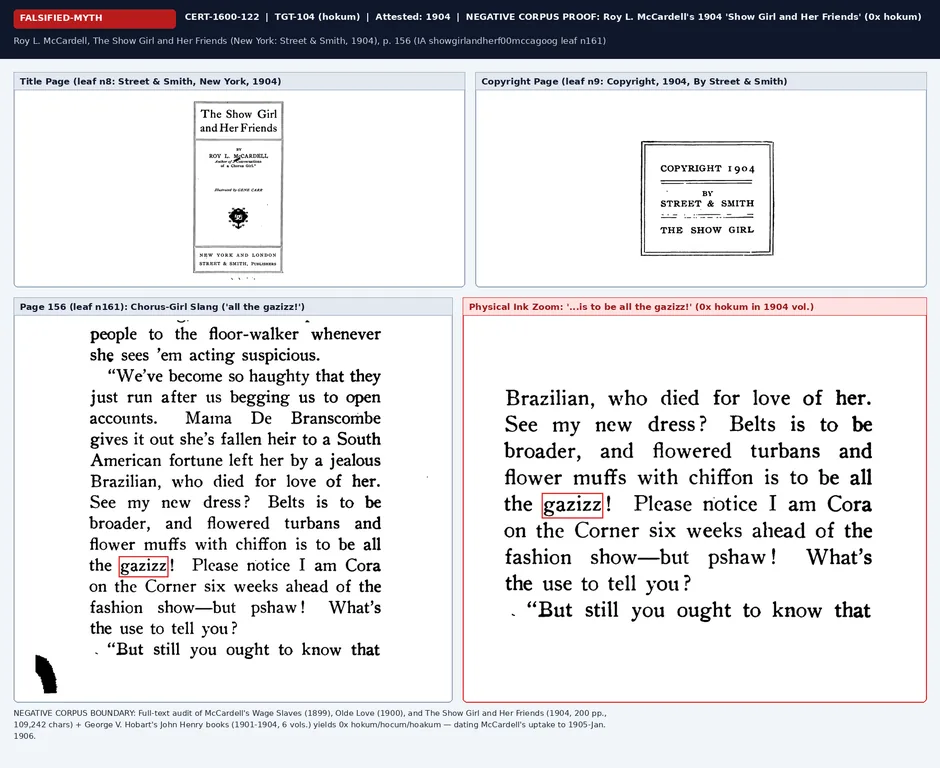 FALSIFIED-MYTH
CERT-1600-122 | TGT-104 (hokum) | Attested: 1904 | NEGATIVE CORPUS PROOF: Roy L. McCardell's 1904 'Show Girl and Her Friends' (0x hokum)
Roy L. McCardell, The Show Girl and Her Friends (New York: Street & Smith, 1904), p. 156 (IA showgirlandherf00mccagoog leaf n161)
Title Page (leaf n8: Street & Smith, New York, 1904)
The Show Girl
and Her Friends
BY
ROY L. McCARDELL
Author of "Conversations
of a Chorus Girl."
Illustrated by GENE CARR
NEW YORK AND LONDON
STREET & SMITH, PUBLISHERS
Copyright Page (leaf n9: Copyright, 1904, By Street & Smith)
COPYRIGHT 1904
BY
STREET & SMITH
THE SHOW GIRL
Page 156 (leaf n161): Chorus-Girl Slang ('all the gazizz!')
people to the floor-walker whenever
she sees 'em acting suspicious.
"We've become so haughty that they
just run after us begging us to open
accounts. Mama De Branscombe
gives it out she's fallen heir to a South
American fortune left her by a jealous
Brazilian, who died for love of her.
See my new dress? Belts is to be
broader, and flowered turbans and
flower muffs with chiffon is to be all
the gazizz! Please notice I am Cora
on the Corner six weeks ahead of the
fashion show—but pshaw! What's
the use to tell you?
"But still you ought to know that
Physical Ink Zoom: '...is to be all the gazizz!' (0x hokum in 1904 vol.)
Brazilian, who died for love of her.
See my new dress? Belts is to be
broader, and flowered turbans and
flower muffs with chiffon is to be all
the gazizz! Please notice I am Cora
on the Corner six weeks ahead of the
fashion show—but pshaw! What's
the use to tell you?
"But still you ought to know that
NEGATIVE CORPUS BOUNDARY: Full-text audit of McCardell's Wage Slaves (1899), Olde Love (1900), and The Show Girl and Her Friends (1904, 200 pp.,
109,242 chars) + George V. Hobart's John Henry books (1901-1904, 6 vols.) yields 0x hokum/hocum/hoakum — dating McCardell's uptake to 1905-Jan.
1906.